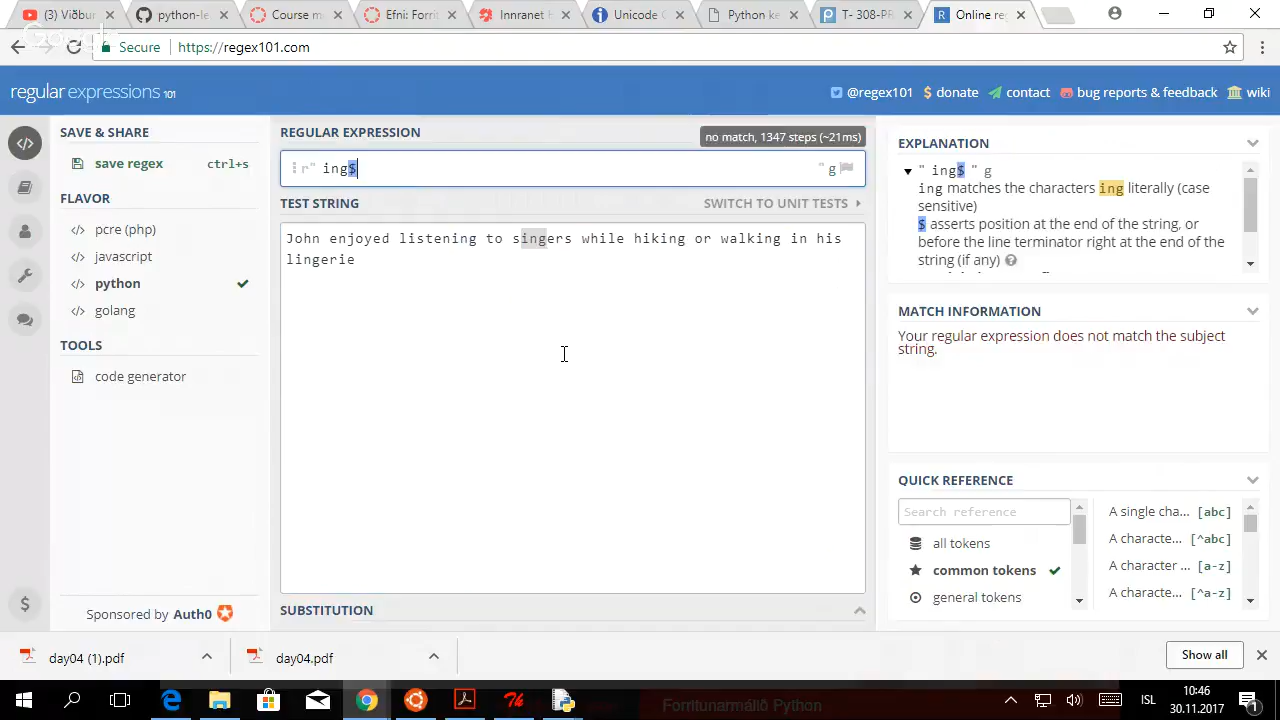 (3) Viðbur
python-le
Course m
Efni: Forrit
Innranet H
Unicode C
Python ke
T- 308-PR
Online re
Google
Secure
https://regex101.com
regular expressions 101
@regex101
donate
contact
bug reports & feedback
wiki
SAVE & SHARE
save regex
ctrl+s
FLAVOR
pcre (php)
javascript
python
golang
TOOLS
code generator
Sponsored by Auth0
REGULAR EXPRESSION
no match, 1347 steps (~21ms)
r" ing$ " g
TEST STRING
SWITCH TO UNIT TESTS
John enjoyed listening to singers while hiking or walking in his
lingerie
SUBSTITUTION
EXPLANATION
" ing$ " g
ing matches the characters ing literally (case
sensitive)
$ asserts position at the end of the string, or
before the line terminator right at the end of the
string (if any)
MATCH INFORMATION
Your regular expression does not match the subject
string.
QUICK REFERENCE
Search reference
all tokens
common tokens
general tokens
A single cha... [abc]
A characte... [^abc]
A character ... [a-z]
A characte... [^a-z]
day04 (1).pdf
day04.pdf
Show all
Forritunarmálið Python
ÍSL
10:46
30.11.2017
1